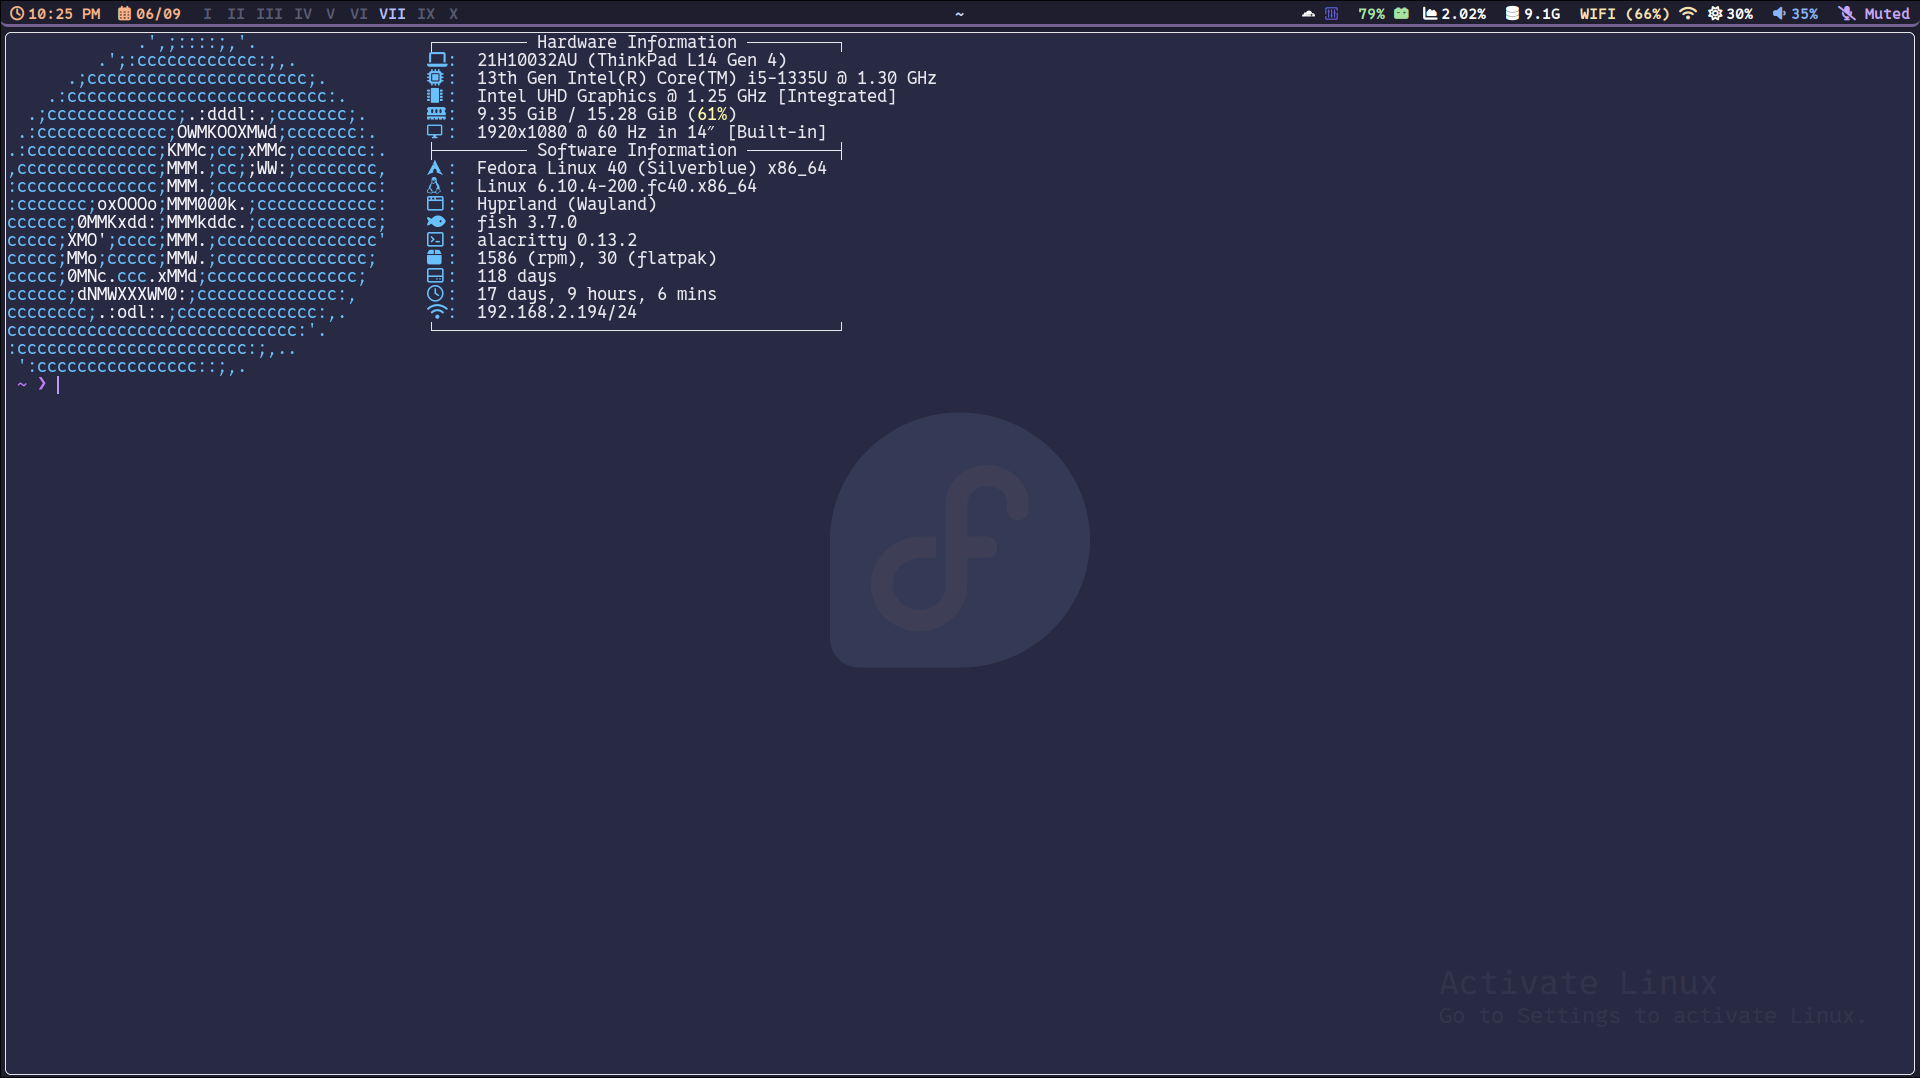 10:25 PM 06/09 I II III IV V VI VII IX X ~ 79% 2.02% 9.1G WIFI (66%) 30% 35% Muted
.',;::::;,'.
.';:cccccccccccc:;,.
.;cccccccccccccccccccccc;.
.:cccccccccccccccccccccccccc:.
.;ccccccccccccc;.:dddl:.;ccccccc;.
.:ccccccccccccc;OWMKOOXMWd;ccccccc:.
.:ccccccccccccc;KMMc;cc;xMMc;ccccccc:.
,cccccccccccccc;MMM.;cc;;WW:;cccccccc,
:cccccccccccccc;MMM.;cccccccccccccccc:
:ccccccc;oxOOOo;MMM000k.;cccccccccccc:
cccccc;0MMKxdd:;MMMkddc.;cccccccccccc;
ccccc;XMO';cccc;MMM.;cccccccccccccccc'
ccccc;MMo;ccccc;MMW.;ccccccccccccccc;
ccccc;0MNc.ccc.xMMd;ccccccccccccccc;
cccccc;dNMWXXXWM0:;cccccccccccccc:,
cccccccc;.:odl:.;cccccccccccccc:,.
ccccccccccccccccccccccccccccc:'.
:ccccccccccccccccccccccc:;,..
':cccccccccccccccc::;,.
Hardware Information
: 21H10032AU (ThinkPad L14 Gen 4)
: 13th Gen Intel(R) Core(TM) i5-1335U @ 1.30 GHz
: Intel UHD Graphics @ 1.25 GHz [Integrated]
: 9.35 GiB / 15.28 GiB (61%)
: 1920x1080 @ 60 Hz in 14″ [Built-in]
Software Information
: Fedora Linux 40 (Silverblue) x86_64
: Linux 6.10.4-200.fc40.x86_64
: Hyprland (Wayland)
: fish 3.7.0
: alacritty 0.13.2
: 1586 (rpm), 30 (flatpak)
: 118 days
: 17 days, 9 hours, 6 mins
: 192.168.2.194/24
~ ❯
Activate Linux
Go to Settings to activate Linux.